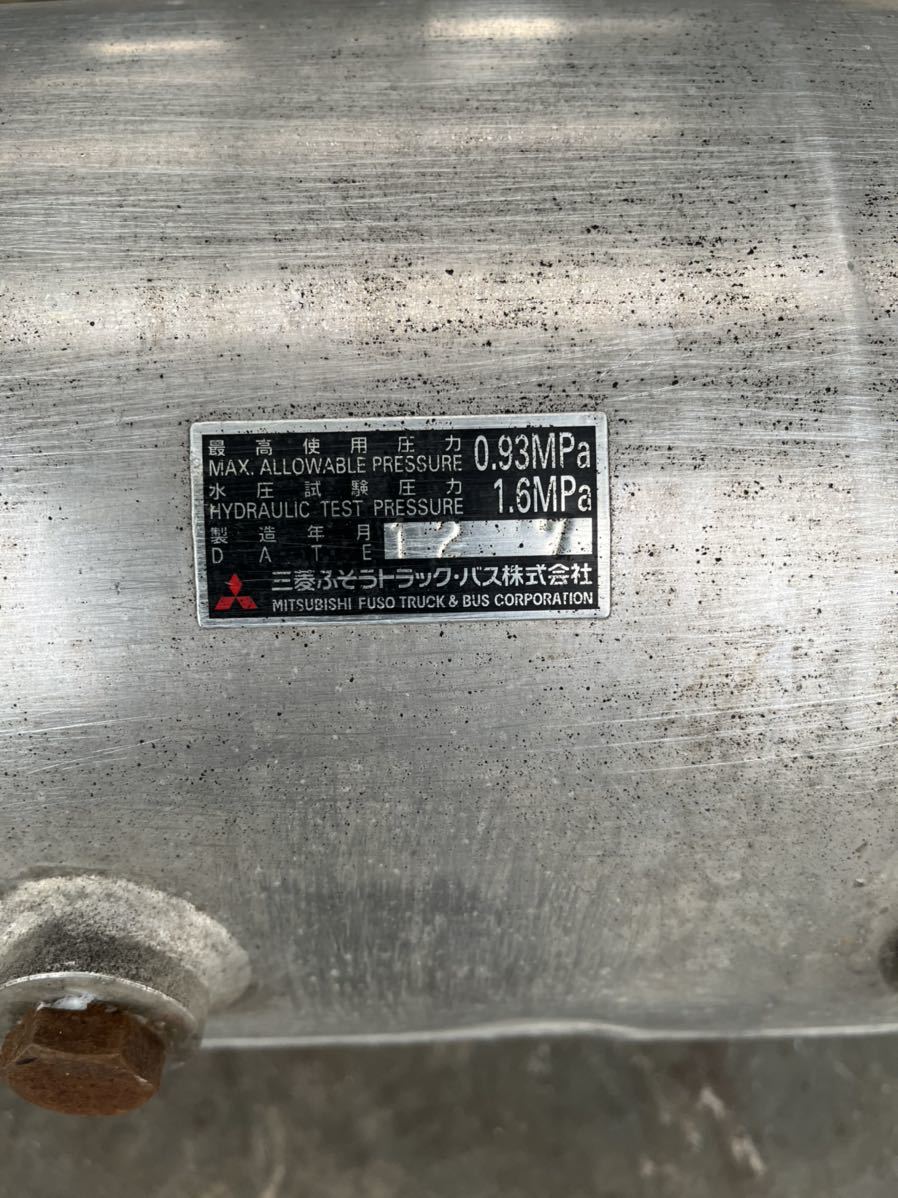 最高使用圧力
MAX. ALLOWABLE PRESSURE 0.93MPa
水圧試験圧力
HYDRAULIC TEST PRESSURE 1.6MPa
製造年月
DATE 12 7
三菱ふそうトラック・バス株式会社
MITSUBISHI FUSO TRUCK & BUS CORPORATION